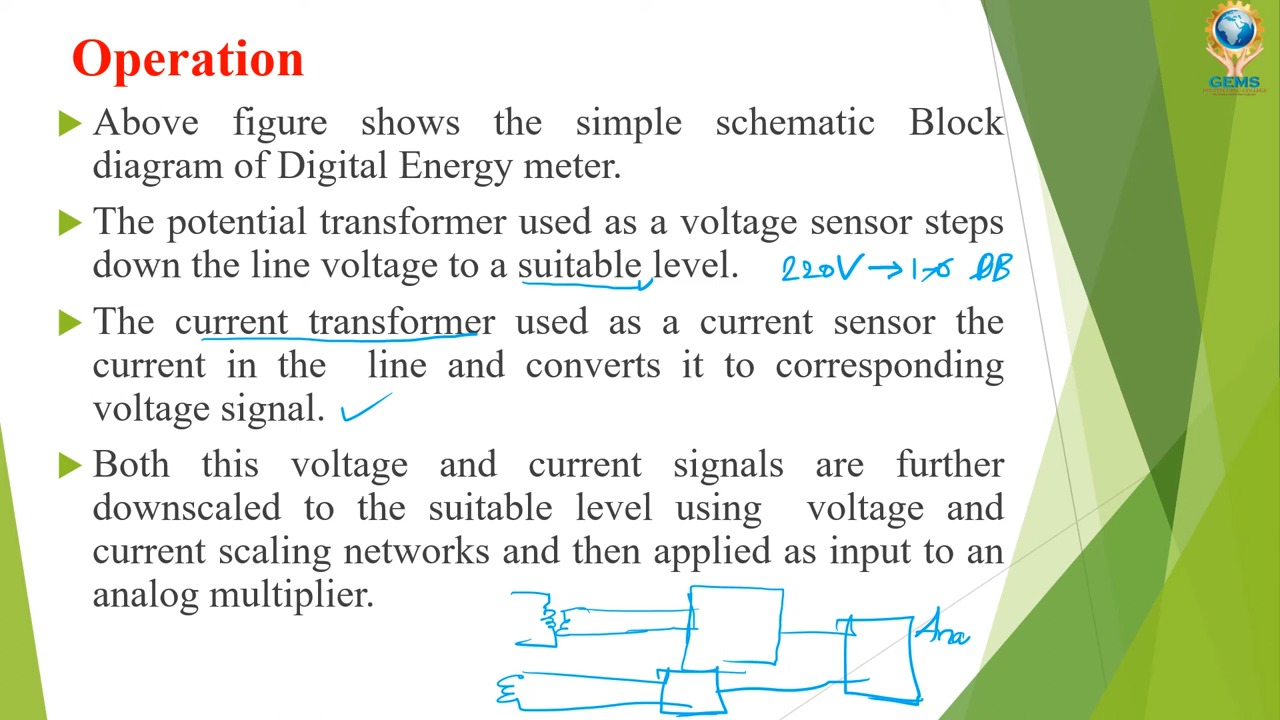 Operation
Above figure shows the simple schematic Block
diagram of Digital Energy meter.
The potential transformer used as a voltage sensor steps
down the line voltage to a suitable level. 220V →
The current transformer used as a current sensor the
current in the line and converts it to corresponding
voltage signal.
Both this voltage and current signals are further
downscaled to the suitable level using voltage and
current scaling networks and then applied as input to an
analog multiplier.
Ana
GEMS